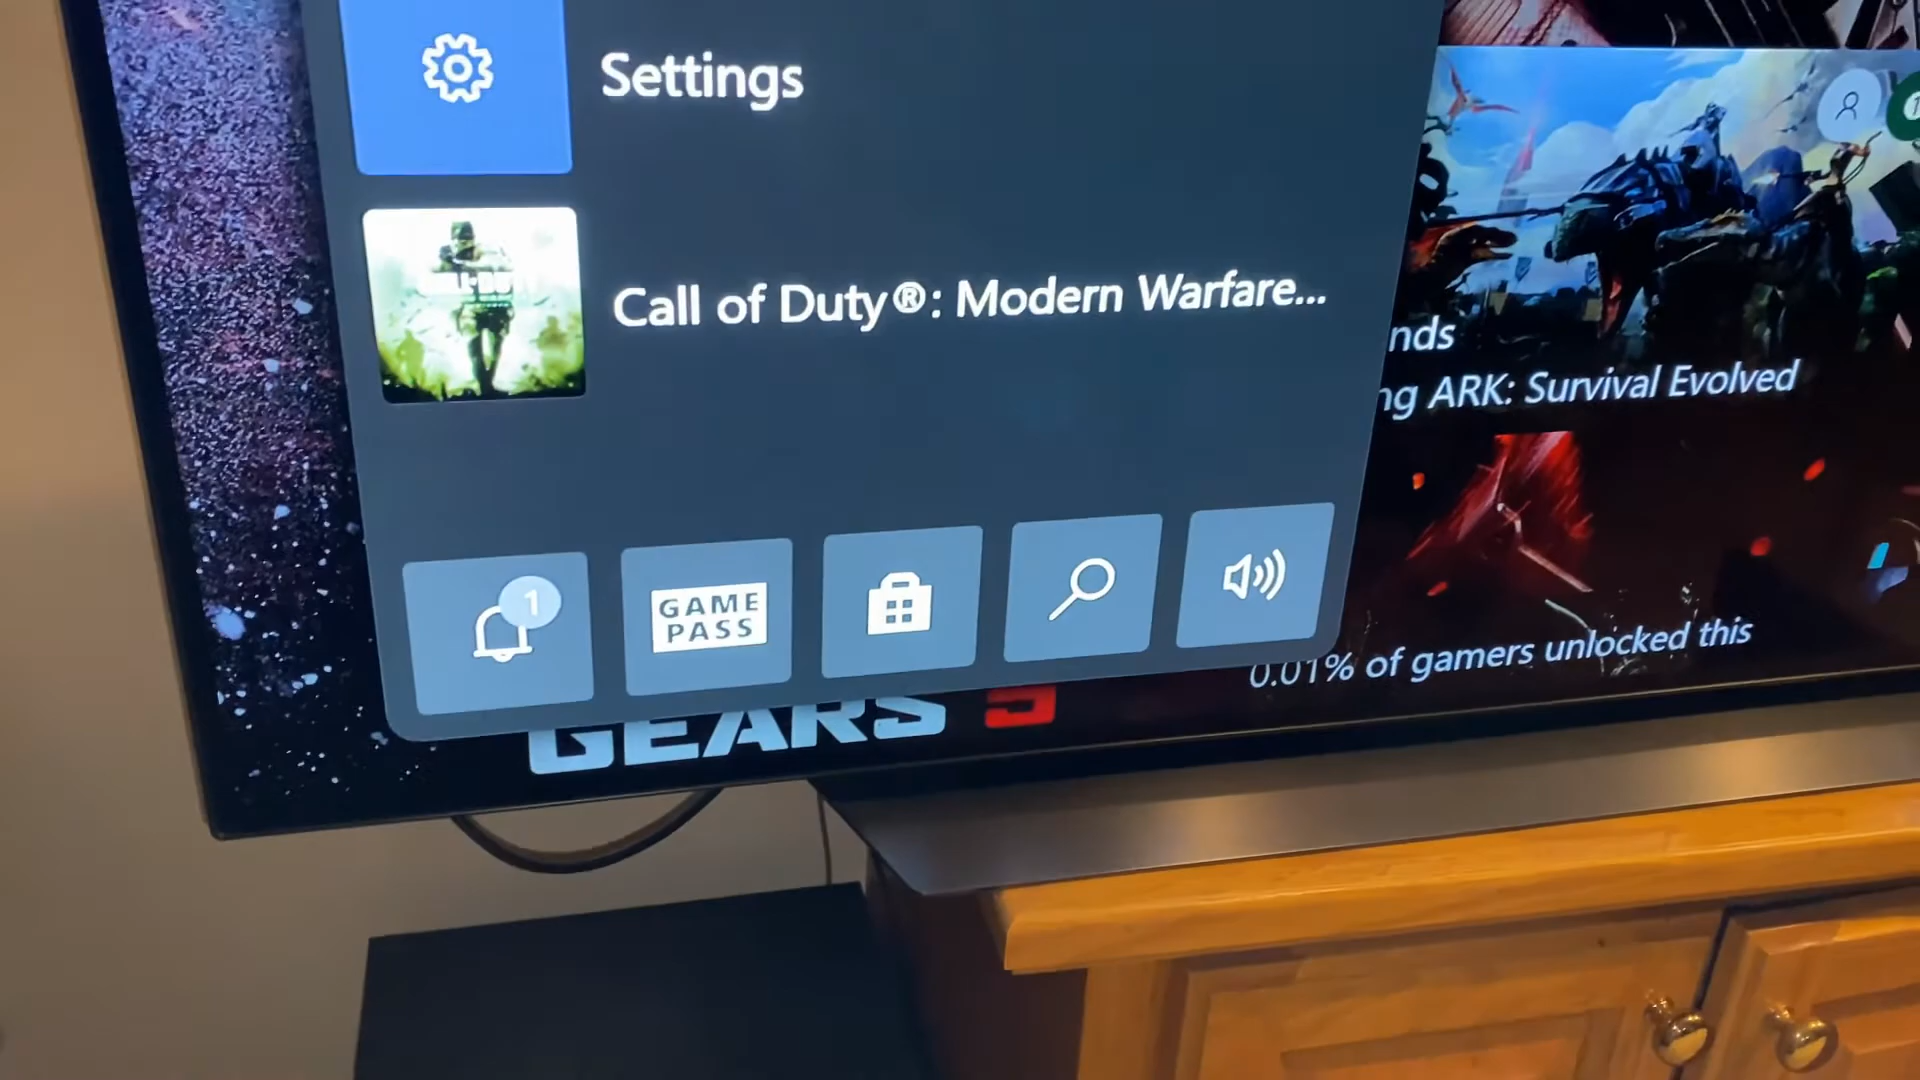 Settings
Call of Duty®: Modern Warfare...
nds
ng ARK: Survival Evolved
1
GAME
PASS
0.01% of gamers unlocked this
GEARS 5